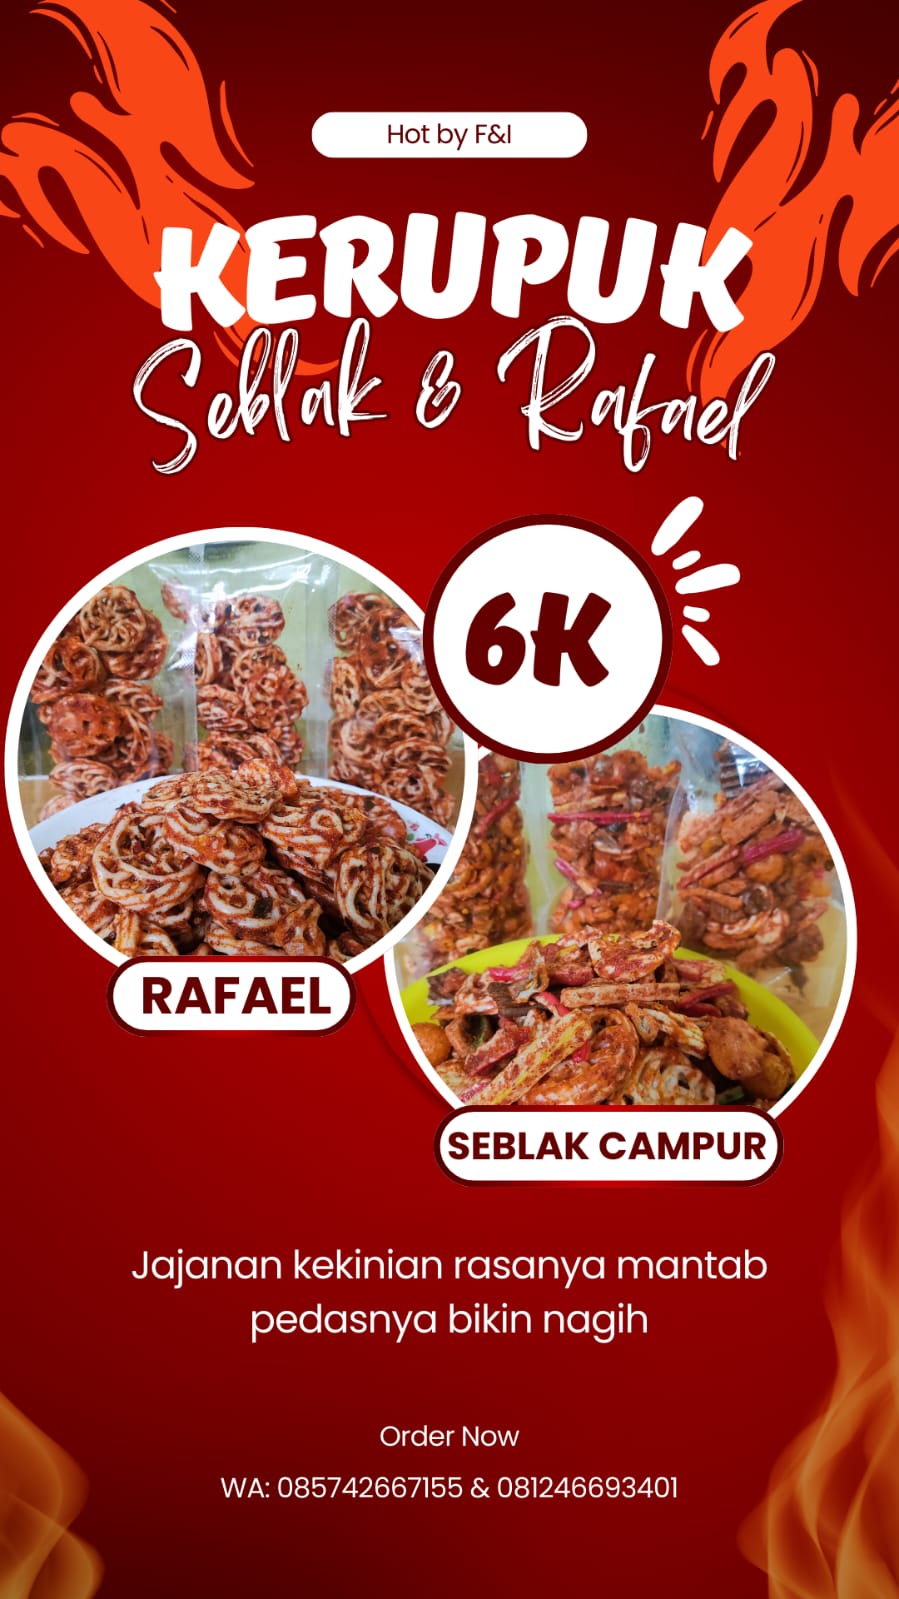 Hot by F&I
KERUPUK
Seblak & Rafael
6K
RAFAEL
SEBLAK CAMPUR
Jajanan kekinian rasanya mantab
pedasnya bikin nagih
Order Now
WA: 085742667155 & 081246693401